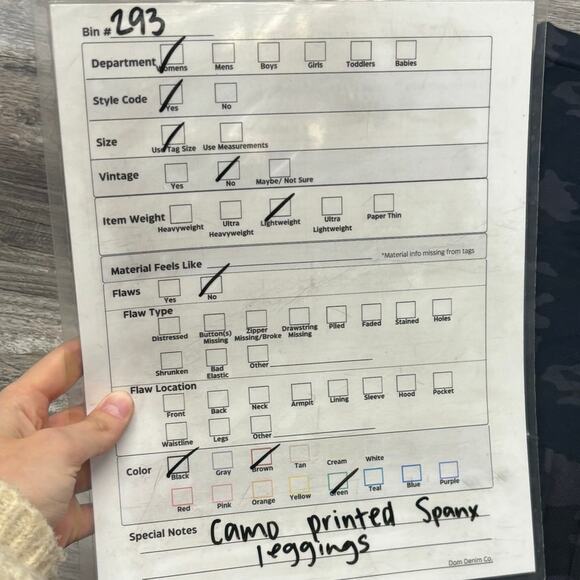 Bin # 293
Department Womens Mens Boys Girls Toddlers Babies
Style Code Yes No
Size Use Tag Size Use Measurements
Vintage Yes No Maybe/ Not Sure
Item Weight Heavyweight Ultra Heavyweight Lightweight Ultra Lightweight Paper Thin
Material Feels Like *Material info missing from tags
Flaws Yes No
Flaw Type
Distressed Button(s) Missing Zipper Missing/Broke Drawstring Missing Piled Faded Stained Holes
Shrunken Bad Elastic Other
Flaw Location
Front Back Neck Armpit Lining Sleeve Hood Pocket
Waistline Legs Other
Color Black Gray Brown Tan Cream White
Red Pink Orange Yellow Green Teal Blue Purple
Special Notes Camo printed Spanx
leggings
Dom Denim Co.